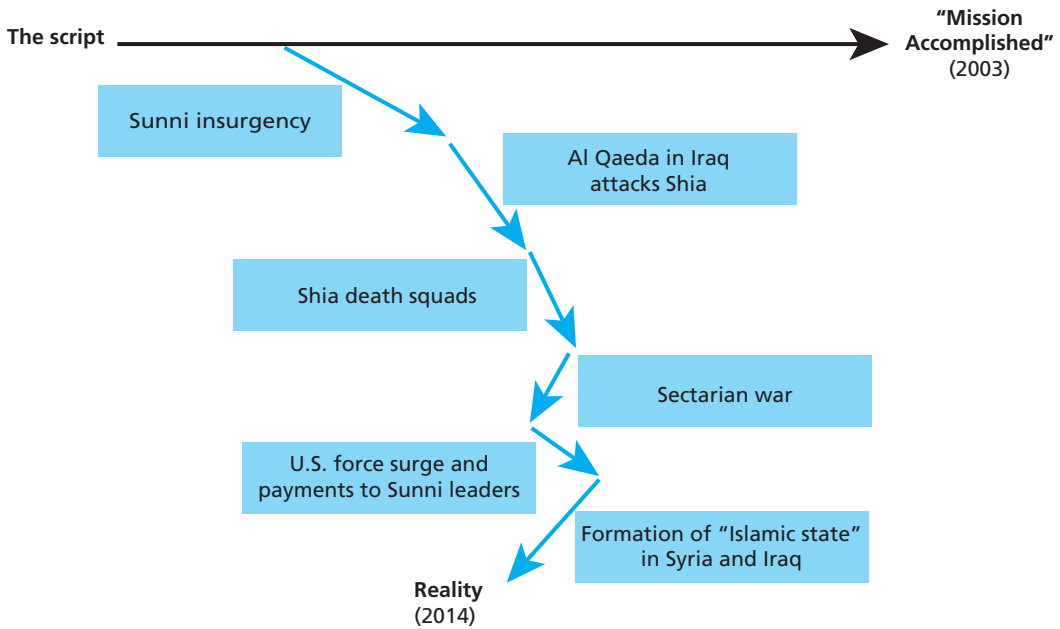 The script
“Mission
Accomplished”
(2003)
Sunni insurgency
Al Qaeda in Iraq
attacks Shia
Shia death squads
Sectarian war
U.S. force surge and
payments to Sunni leaders
Formation of “Islamic state”
in Syria and Iraq
Reality
(2014)